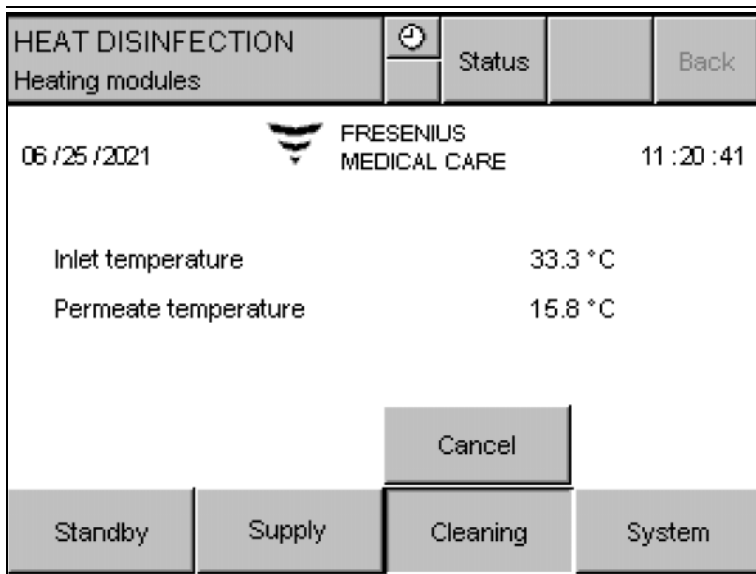 HEAT DISINFECTION
Heating modules
Status
Back
06 /25 /2021
FRESENIUS
MEDICAL CARE
11 :20 :41
Inlet temperature 33.3 °C
Permeate temperature 15.8 °C
Cancel
Standby
Supply
Cleaning
System